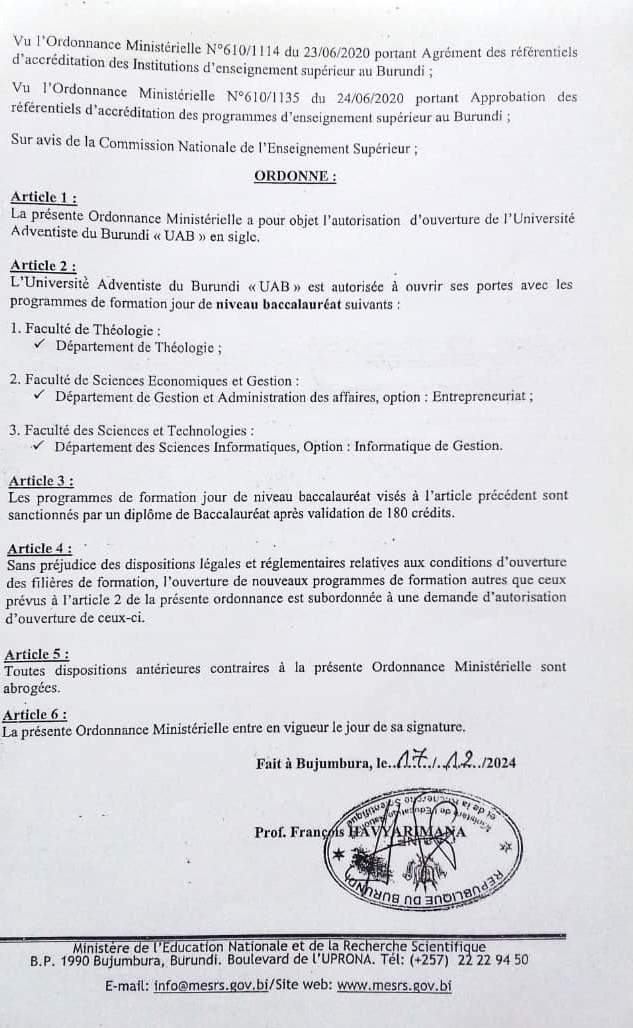 Vu l'Ordonnance Ministérielle N°610/1114 du 23/06/2020 portant Agrément des référentiels
d'accréditation des Institutions d'enseignement supérieur au Burundi ;
Vu l'Ordonnance Ministérielle N°610/1135 du 24/06/2020 portant Approbation des
référentiels d'accréditation des programmes d'enseignement supérieur au Burundi ;
Sur avis de la Commission Nationale de l'Enseignement Supérieur ;
ORDONNE :
Article 1 :
La présente Ordonnance Ministérielle a pour objet l'autorisation d'ouverture de l'Université
Adventiste du Burundi « UAB » en sigle.
Article 2 :
L'Université Adventiste du Burundi « UAB » est autorisée à ouvrir ses portes avec les
programmes de formation jour de niveau baccalauréat suivants :
1. Faculté de Théologie :
✓ Département de Théologie ;
2. Faculté de Sciences Economiques et Gestion :
✓ Département de Gestion et Administration des affaires, option : Entrepreneuriat ;
3. Faculté des Sciences et Technologies :
✓ Département des Sciences Informatiques, Option : Informatique de Gestion.
Article 3 :
Les programmes de formation jour de niveau baccalauréat visés à l'article précédent sont
sanctionnés par un diplôme de Baccalauréat après validation de 180 crédits.
Article 4 :
Sans préjudice des dispositions légales et réglementaires relatives aux conditions d'ouverture
des filières de formation, l'ouverture de nouveaux programmes de formation autres que ceux
prévus à l'article 2 de la présente ordonnance est subordonnée à une demande d'autorisation
d'ouverture de ceux-ci.
Article 5 :
Toutes dispositions antérieures contraires à la présente Ordonnance Ministérielle sont
abrogées.
Article 6 :
La présente Ordonnance Ministérielle entre en vigueur le jour de sa signature.
Fait à Bujumbura, le..17../..12../2024
Prof. François HAVYARIMANA
REPUBLIQUE DU BURUNDI
Ministère de l'Education Nationale et de la Recherche Scientifique
B.P. 1990 Bujumbura, Burundi. Boulevard de l'UPRONA. Tél: (+257) 22 22 94 50
E-mail: info@mesrs.gov.bi/Site web: www.mesrs.gov.bi